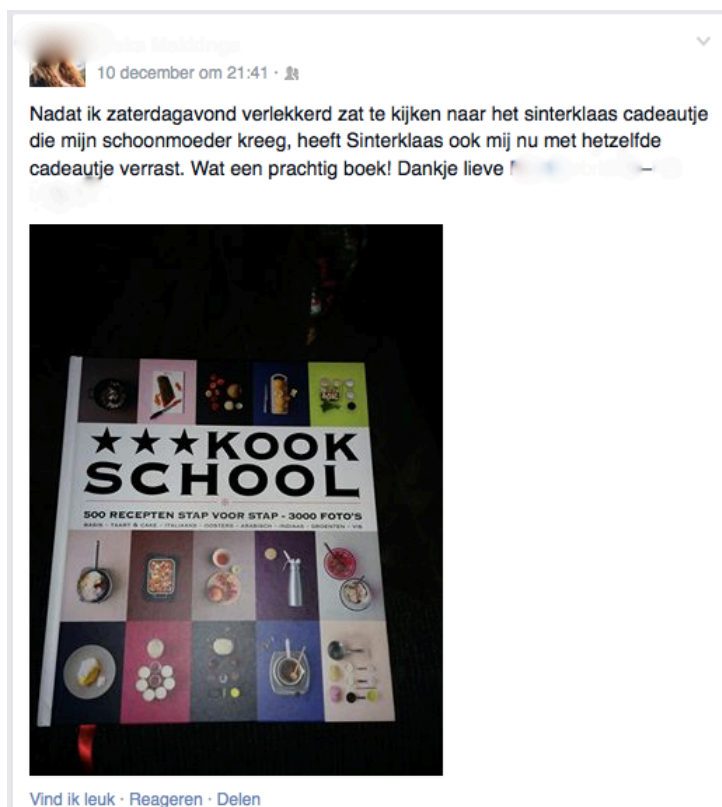 10 december om 21:41
Nadat ik zaterdagavond verlekkerd zat te kijken naar het sinterklaas cadeautje
die mijn schoonmoeder kreeg, heeft Sinterklaas ook mij nu met hetzelfde
cadeautje verrast. Wat een prachtig boek! Dankje lieve
★★★KOOK
SCHOOL
500 RECEPTEN STAP VOOR STAP - 3000 FOTO'S
BASIS - TAART & CAKE - ITALIAANS - OOSTERS - ARABISCH - INDIAAS - GROENTEN - VIS
Vind ik leuk · Reageren · Delen